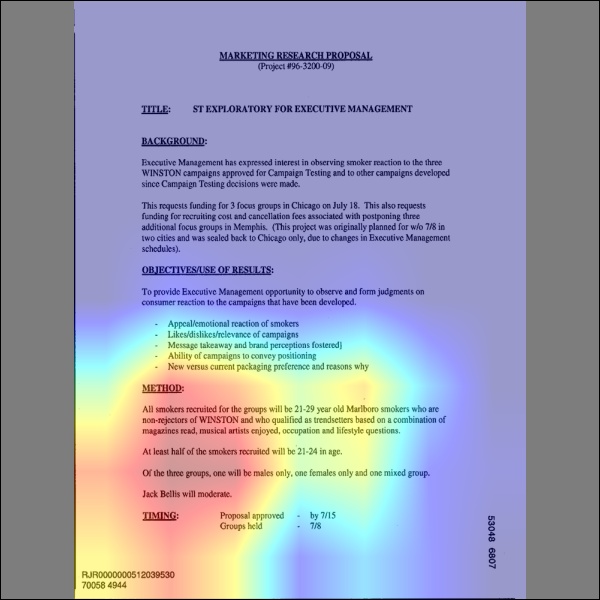 MARKETING RESEARCH PROPOSAL
(Project #96-3200-09)
TITLE: ST EXPLORATORY FOR EXECUTIVE MANAGEMENT
BACKGROUND:
Executive Management has expressed interest in observing smoker reaction to the three
WINSTON campaigns approved for Campaign Testing and to other campaigns developed
since Campaign Testing decisions were made.
This requests funding for 3 focus groups in Chicago on July 18. This also requests
funding for recruiting cost and cancellation fees associated with postponing three
additional focus groups in Memphis. (This project was originally planned for w/o 7/8 in
two cities and was sealed back to Chicago only, due to changes in Executive Management
schedules).
OBJECTIVES/USE OF RESULTS:
To provide Executive Management opportunity to observe and form judgments on
consumer reaction to the campaigns that have been developed.
- Appeal/emotional reaction of smokers
- Likes/dislikes/relevance of campaigns
- Message takeaway and brand perceptions fostered)
- Ability of campaigns to convey positioning
- New versus current packaging preference and reasons why
METHOD:
All smokers recruited for the groups will be 21-29 year old Marlboro smokers who are
non-rejectors of WINSTON and who qualified as trendsetters based on a combination of
magazines read, musical artists enjoyed, occupation and lifestyle questions.
At least half of the smokers recruited will be 21-24 in age.
Of the three groups, one will be males only, one females only and one mixed group.
Jack Bellis will moderate.
TIMING: Proposal approved - by 7/15
Groups held - 7/8
53048 6807
RJR0000000512039530
70058 4944